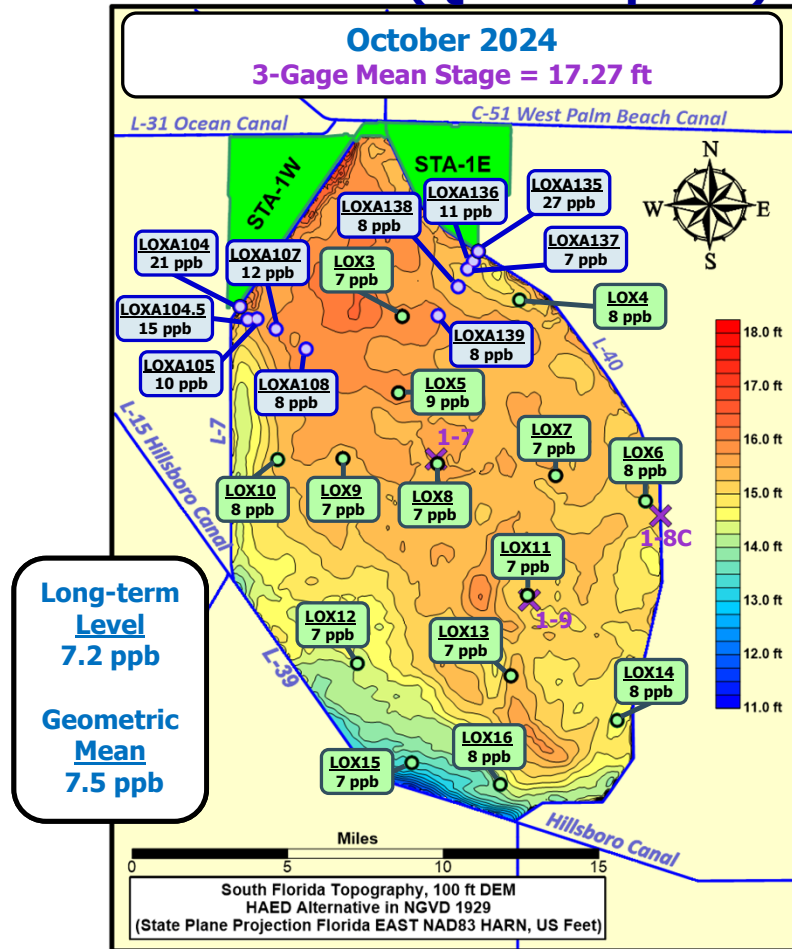 October 2024
3-Gage Mean Stage = 17.27 ft
L-31 Ocean Canal
C-51 West Palm Beach Canal
STA-1W
STA-1E
N
W
E
S
LOXA135
27 ppb
LOXA136
11 ppb
LOXA138
8 ppb
LOXA137
7 ppb
LOXA104
21 ppb
LOXA107
12 ppb
LOX3
7 ppb
LOX4
8 ppb
LOXA104.5
15 ppb
LOXA139
8 ppb
LOXA105
10 ppb
LOXA108
8 ppb
L-40
LOX5
9 ppb
L-7
L-15 Hillsboro Canal
1-7
LOX7
7 ppb
LOX6
8 ppb
LOX10
8 ppb
LOX9
7 ppb
LOX8
7 ppb
1-8C
LOX11
7 ppb
1-9
LOX12
7 ppb
LOX13
7 ppb
L-39
LOX14
8 ppb
LOX16
8 ppb
LOX15
7 ppb
18.0 ft
17.0 ft
16.0 ft
15.0 ft
14.0 ft
13.0 ft
12.0 ft
11.0 ft
Long-term
Level
7.2 ppb
Geometric
Mean
7.5 ppb
Hillsboro Canal
Miles
0
5
10
15
South Florida Topography, 100 ft DEM
HAED Alternative in NGVD 1929
(State Plane Projection Florida EAST NAD83 HARN, US Feet)